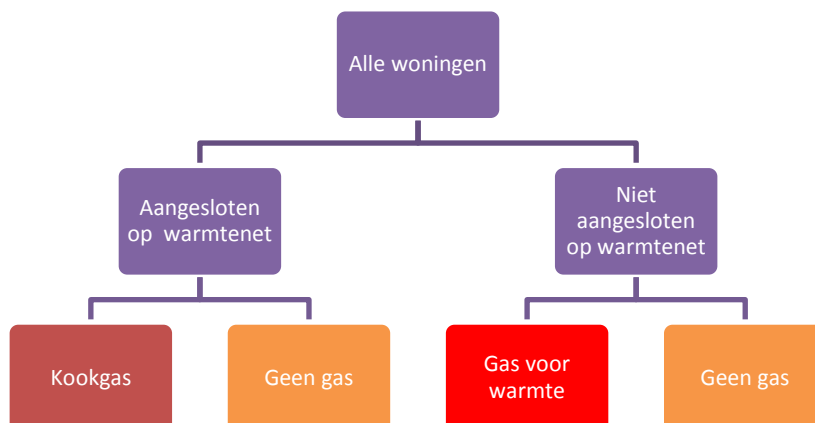 Alle woningen
Aangesloten
op warmtenet
Niet
aangesloten
op warmtenet
Kookgas
Geen gas
Gas voor
warmte
Geen gas